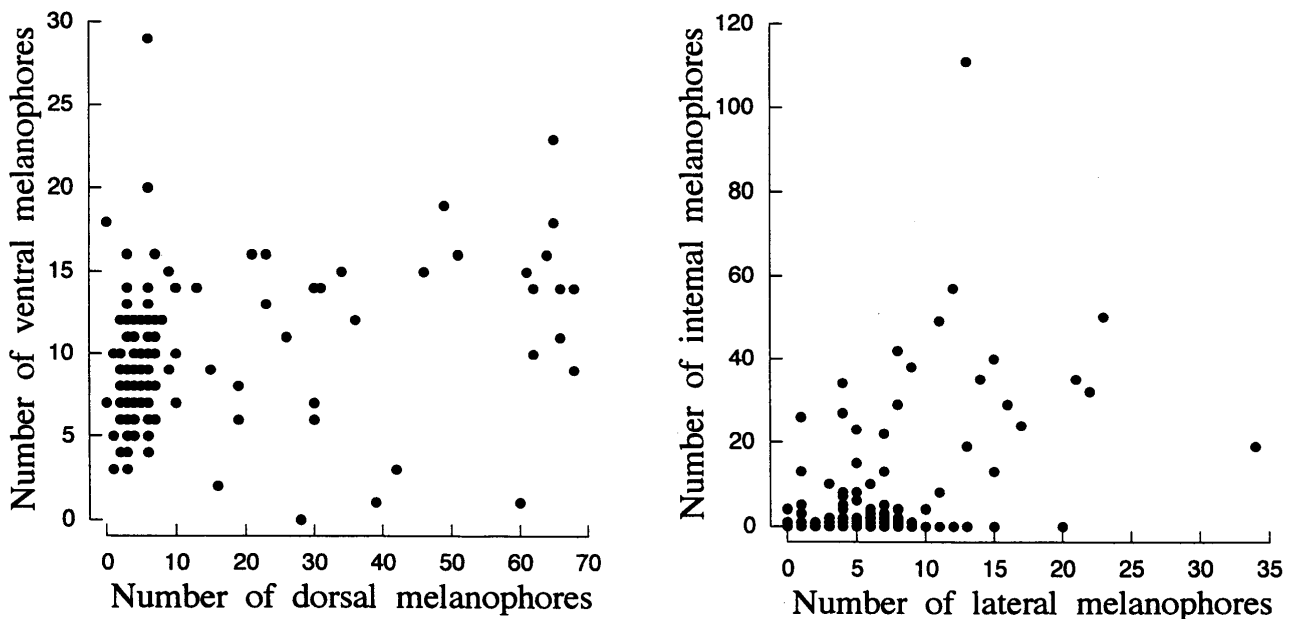 30
25
20
15
10
5
0
Number of ventral melanophores
0 10 20 30 40 50 60 70
Number of dorsal melanophores
120
100
80
60
40
20
0
Number of internal melanophores
0 5 10 15 20 25 30 35
Number of lateral melanophores